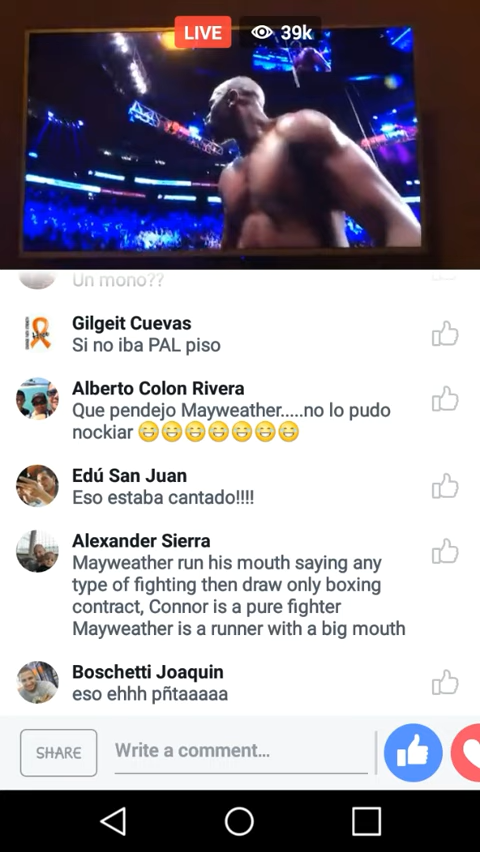 LIVE 39k
Un mono??
Gilgeit Cuevas
Si no iba PAL piso
Alberto Colon Rivera
Que pendejo Mayweather.....no lo pudo
nockiar 😂😂😂😂😂😂😂
Edú San Juan
Eso estaba cantado!!!!
Alexander Sierra
Mayweather run his mouth saying any
type of fighting then draw only boxing
contract, Connor is a pure fighter
Mayweather is a runner with a big mouth
Boschetti Joaquin
eso ehhh pñtaaaaa
SHARE
Write a comment...